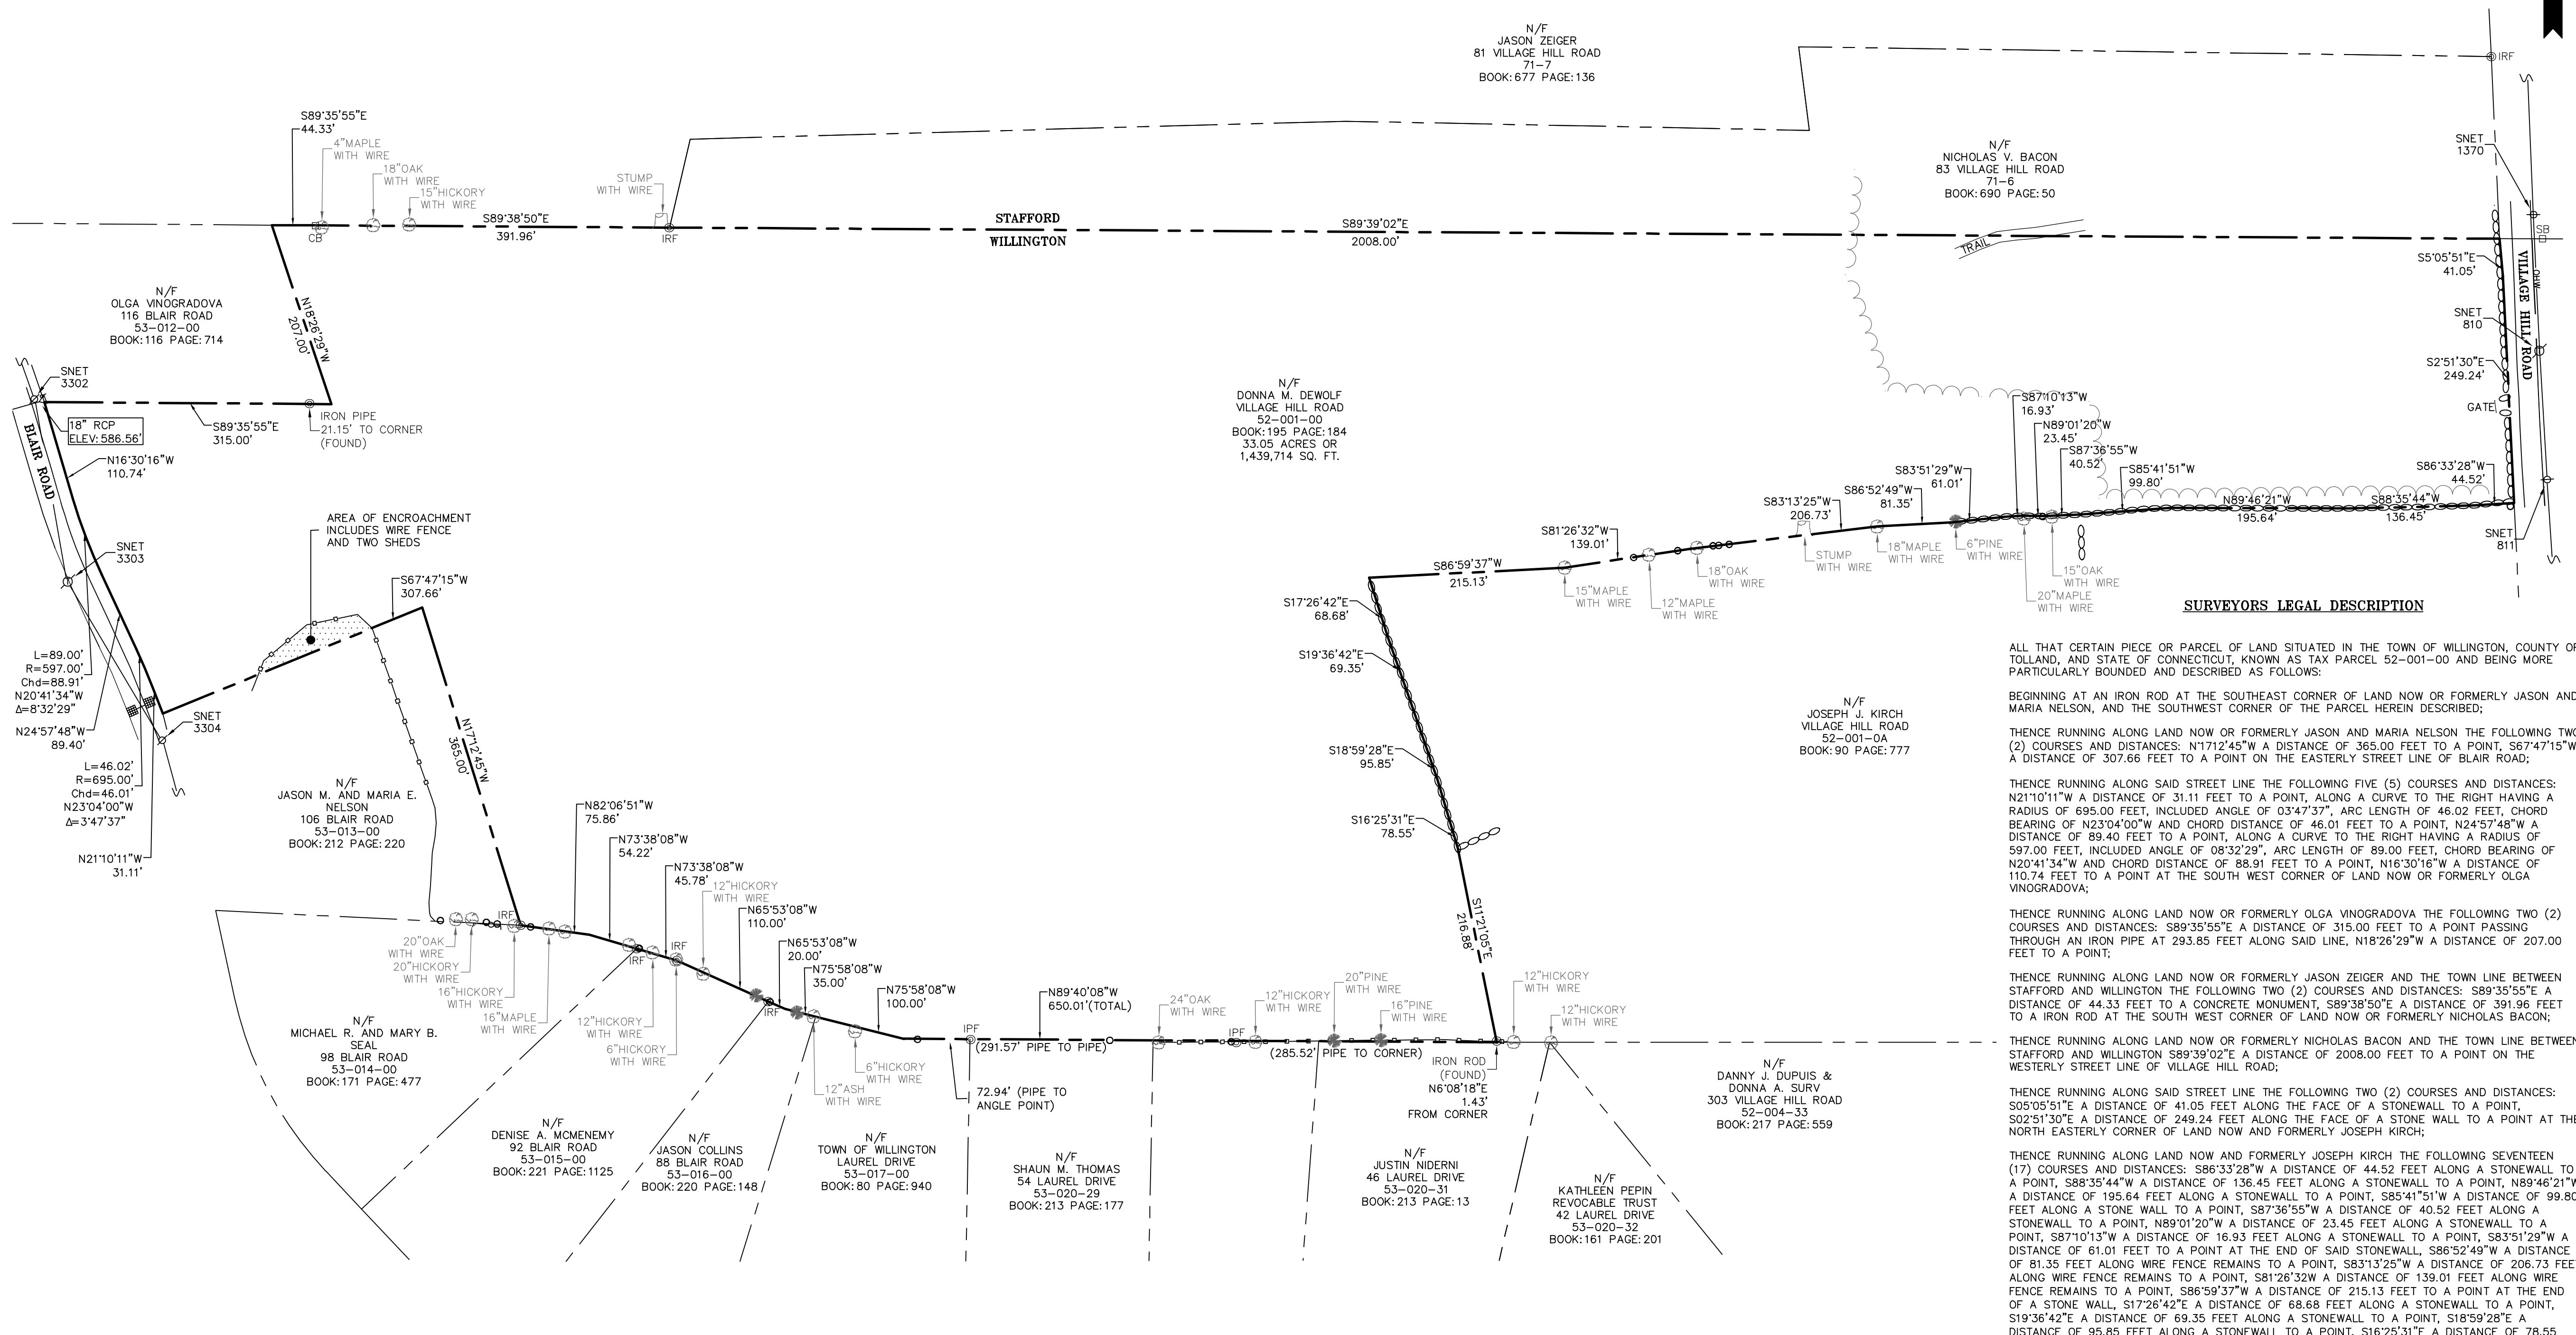 N/F
JASON ZEIGER
81 VILLAGE HILL ROAD
71-7
BOOK:677 PAGE:136
IRF
S89°35'55"E
44.33'
4"MAPLE
WITH WIRE
18"OAK
WITH WIRE
15"HICKORY
WITH WIRE
STUMP
WITH WIRE
CB
S89°38'50"E
391.96'
IRF
STAFFORD
WILLINGTON
S89°39'02"E
2008.00'
N/F
NICHOLAS V. BACON
83 VILLAGE HILL ROAD
71-6
BOOK:690 PAGE:50
TRAIL
SNET
1370
SB
S5°05'51"E
41.05'
VILLAGE HILL ROAD
OHW
SNET
810
S2°51'30"E
249.24'
GATE
S86°33'28"W
44.52'
SNET
811
N/F
OLGA VINOGRADOVA
116 BLAIR ROAD
53-012-00
BOOK:116 PAGE:714
N18°26'29"W
207.00'
SNET
3302
18" RCP
ELEV:586.56'
BLAIR ROAD
S89°35'55"E
315.00'
IRON PIPE
21.15' TO CORNER
(FOUND)
N16°30'16"W
110.74'
SNET
3303
AREA OF ENCROACHMENT
INCLUDES WIRE FENCE
AND TWO SHEDS
S67°47'15"W
307.66'
L=89.00'
R=597.00'
Chd=88.91'
N20°41'34"W
Δ=8°32'29"
N24°57'48"W
89.40'
SNET
3304
L=46.02'
R=695.00'
Chd=46.01'
N23°04'00"W
Δ=3°47'37"
N21°10'11"W
31.11'
N17°12'45"W
365.00'
N/F
JASON M. AND MARIA E.
NELSON
106 BLAIR ROAD
53-013-00
BOOK:212 PAGE:220
N/F
DONNA M. DEWOLF
VILLAGE HILL ROAD
52-001-00
BOOK:195 PAGE:184
33.05 ACRES OR
1,439,714 SQ. FT.
S87°10'13"W
16.93'
N89°01'20"W
23.45'
S87°36'55"W
40.52'
S85°41'51"W
99.80'
N89°46'21"W
195.64'
S88°35'44"W
136.45'
S83°51'29"W
61.01'
S86°52'49"W
81.35'
S83°13'25"W
206.73'
S81°26'32"W
139.01'
S86°59'37"W
215.13'
15"MAPLE
WITH WIRE
12"MAPLE
WITH WIRE
18"OAK
WITH WIRE
STUMP
WITH WIRE
18"MAPLE
WITH WIRE
6"PINE
WITH WIRE
20"MAPLE
WITH WIRE
15"OAK
WITH WIRE
S17°26'42"E
68.68'
S19°36'42"E
69.35'
S18°59'28"E
95.85'
S16°25'31"E
78.55'
S11°21'05"E
216.88'
N/F
JOSEPH J. KIRCH
VILLAGE HILL ROAD
52-001-0A
BOOK:90 PAGE:777
N82°06'51"W
75.86'
N73°38'08"W
54.22'
N73°38'08"W
45.78'
12"HICKORY
WITH WIRE
N65°53'08"W
110.00'
N65°53'08"W
20.00'
N75°58'08"W
35.00'
N75°58'08"W
100.00'
N89°40'08"W
650.01'(TOTAL)
IRF
IRF
IRF
IRF
20"OAK
WITH WIRE
20"HICKORY
WITH WIRE
16"HICKORY
WITH WIRE
16"MAPLE
WITH WIRE
12"HICKORY
WITH WIRE
6"HICKORY
WITH WIRE
12"ASH
WITH WIRE
6"HICKORY
WITH WIRE
IPF
(291.57' PIPE TO PIPE)
72.94' (PIPE TO
ANGLE POINT)
24"OAK
WITH WIRE
IPF
12"HICKORY
WITH WIRE
20"PINE
WITH WIRE
16"PINE
WITH WIRE
(285.52' PIPE TO CORNER)
12"HICKORY
WITH WIRE
12"HICKORY
WITH WIRE
IRON ROD
(FOUND)
N6°08'18"E
1.43'
FROM CORNER
N/F
MICHAEL R. AND MARY B.
SEAL
98 BLAIR ROAD
53-014-00
BOOK:171 PAGE:477
N/F
DENISE A. MCMENEMY
92 BLAIR ROAD
53-015-00
BOOK:221 PAGE:1125
N/F
JASON COLLINS
88 BLAIR ROAD
53-016-00
BOOK:220 PAGE:148
N/F
TOWN OF WILLINGTON
LAUREL DRIVE
53-017-00
BOOK:80 PAGE:940
N/F
SHAUN M. THOMAS
54 LAUREL DRIVE
53-020-29
BOOK:213 PAGE:177
N/F
JUSTIN NIDERNI
46 LAUREL DRIVE
53-020-31
BOOK:213 PAGE:13
N/F
KATHLEEN PEPIN
REVOCABLE TRUST
42 LAUREL DRIVE
53-020-32
BOOK:161 PAGE:201
N/F
DANNY J. DUPUIS &
DONNA A. SURV
303 VILLAGE HILL ROAD
52-004-33
BOOK:217 PAGE:559
SURVEYORS LEGAL DESCRIPTION
ALL THAT CERTAIN PIECE OR PARCEL OF LAND SITUATED IN THE TOWN OF WILLINGTON, COUNTY OF
TOLLAND, AND STATE OF CONNECTICUT, KNOWN AS TAX PARCEL 52-001-00 AND BEING MORE
PARTICULARLY BOUNDED AND DESCRIBED AS FOLLOWS:
BEGINNING AT AN IRON ROD AT THE SOUTHEAST CORNER OF LAND NOW OR FORMERLY JASON AND
MARIA NELSON, AND THE SOUTHWEST CORNER OF THE PARCEL HEREIN DESCRIBED;
THENCE RUNNING ALONG LAND NOW OR FORMERLY JASON AND MARIA NELSON THE FOLLOWING TWO
(2) COURSES AND DISTANCES: N°1712'45"W A DISTANCE OF 365.00 FEET TO A POINT, S67°47'15"W
A DISTANCE OF 307.66 FEET TO A POINT ON THE EASTERLY STREET LINE OF BLAIR ROAD;
THENCE RUNNING ALONG SAID STREET LINE THE FOLLOWING FIVE (5) COURSES AND DISTANCES:
N21°10'11"W A DISTANCE OF 31.11 FEET TO A POINT, ALONG A CURVE TO THE RIGHT HAVING A
RADIUS OF 695.00 FEET, INCLUDED ANGLE OF 03°47'37", ARC LENGTH OF 46.02 FEET, CHORD
BEARING OF N23°04'00"W AND CHORD DISTANCE OF 46.01 FEET TO A POINT, N24°57'48"W A
DISTANCE OF 89.40 FEET TO A POINT, ALONG A CURVE TO THE RIGHT HAVING A RADIUS OF
597.00 FEET, INCLUDED ANGLE OF 08°32'29", ARC LENGTH OF 89.00 FEET, CHORD BEARING OF
N20°41'34"W AND CHORD DISTANCE OF 88.91 FEET TO A POINT, N16°30'16"W A DISTANCE OF
110.74 FEET TO A POINT AT THE SOUTH WEST CORNER OF LAND NOW OR FORMERLY OLGA
VINOGRADOVA;
THENCE RUNNING ALONG LAND NOW OR FORMERLY OLGA VINOGRADOVA THE FOLLOWING TWO (2)
COURSES AND DISTANCES: S89°35'55"E A DISTANCE OF 315.00 FEET TO A POINT PASSING
THROUGH AN IRON PIPE AT 293.85 FEET ALONG SAID LINE, N18°26'29"W A DISTANCE OF 207.00
FEET TO A POINT;
THENCE RUNNING ALONG LAND NOW OR FORMERLY JASON ZEIGER AND THE TOWN LINE BETWEEN
STAFFORD AND WILLINGTON THE FOLLOWING TWO (2) COURSES AND DISTANCES: S89°35'55"E A
DISTANCE OF 44.33 FEET TO A CONCRETE MONUMENT, S89°38'50"E A DISTANCE OF 391.96 FEET
TO A IRON ROD AT THE SOUTH WEST CORNER OF LAND NOW OR FORMERLY NICHOLAS BACON;
THENCE RUNNING ALONG LAND NOW OR FORMERLY NICHOLAS BACON AND THE TOWN LINE BETWEEN
STAFFORD AND WILLINGTON S89°39'02"E A DISTANCE OF 2008.00 FEET TO A POINT ON THE
WESTERLY STREET LINE OF VILLAGE HILL ROAD;
THENCE RUNNING ALONG SAID STREET LINE THE FOLLOWING TWO (2) COURSES AND DISTANCES:
S05°05'51"E A DISTANCE OF 41.05 FEET ALONG THE FACE OF A STONEWALL TO A POINT,
S02°51'30"E A DISTANCE OF 249.24 FEET ALONG THE FACE OF A STONE WALL TO A POINT AT THE
NORTH EASTERLY CORNER OF LAND NOW AND FORMERLY JOSEPH KIRCH;
THENCE RUNNING ALONG LAND NOW AND FORMERLY JOSEPH KIRCH THE FOLLOWING SEVENTEEN
(17) COURSES AND DISTANCES: S86°33'28"W A DISTANCE OF 44.52 FEET ALONG A STONEWALL TO
A POINT, S88°35'44"W A DISTANCE OF 136.45 FEET ALONG A STONEWALL TO A POINT, N89°46'21"W
A DISTANCE OF 195.64 FEET ALONG A STONEWALL TO A POINT, S85°41"51'W A DISTANCE OF 99.80
FEET ALONG A STONE WALL TO A POINT, S87°36'55"W A DISTANCE OF 40.52 FEET ALONG A
STONEWALL TO A POINT, N89°01'20"W A DISTANCE OF 23.45 FEET ALONG A STONEWALL TO A
POINT, S87°10'13"W A DISTANCE OF 16.93 FEET ALONG A STONEWALL TO A POINT, S83°51'29"W A
DISTANCE OF 61.01 FEET TO A POINT AT THE END OF SAID STONEWALL, S86°52'49"W A DISTANCE
OF 81.35 FEET ALONG WIRE FENCE REMAINS TO A POINT, S83°13'25"W A DISTANCE OF 206.73 FEET
ALONG WIRE FENCE REMAINS TO A POINT, S81°26'32W A DISTANCE OF 139.01 FEET ALONG WIRE
FENCE REMAINS TO A POINT, S86°59'37"W A DISTANCE OF 215.13 FEET TO A POINT AT THE END
OF A STONE WALL, S17°26'42"E A DISTANCE OF 68.68 FEET ALONG A STONEWALL TO A POINT,
S19°36'42"E A DISTANCE OF 69.35 FEET ALONG A STONEWALL TO A POINT, S18°59'28"E A
DISTANCE OF 95.85 FEET ALONG A STONEWALL TO A POINT, S16°25'31"E A DISTANCE OF 78.55